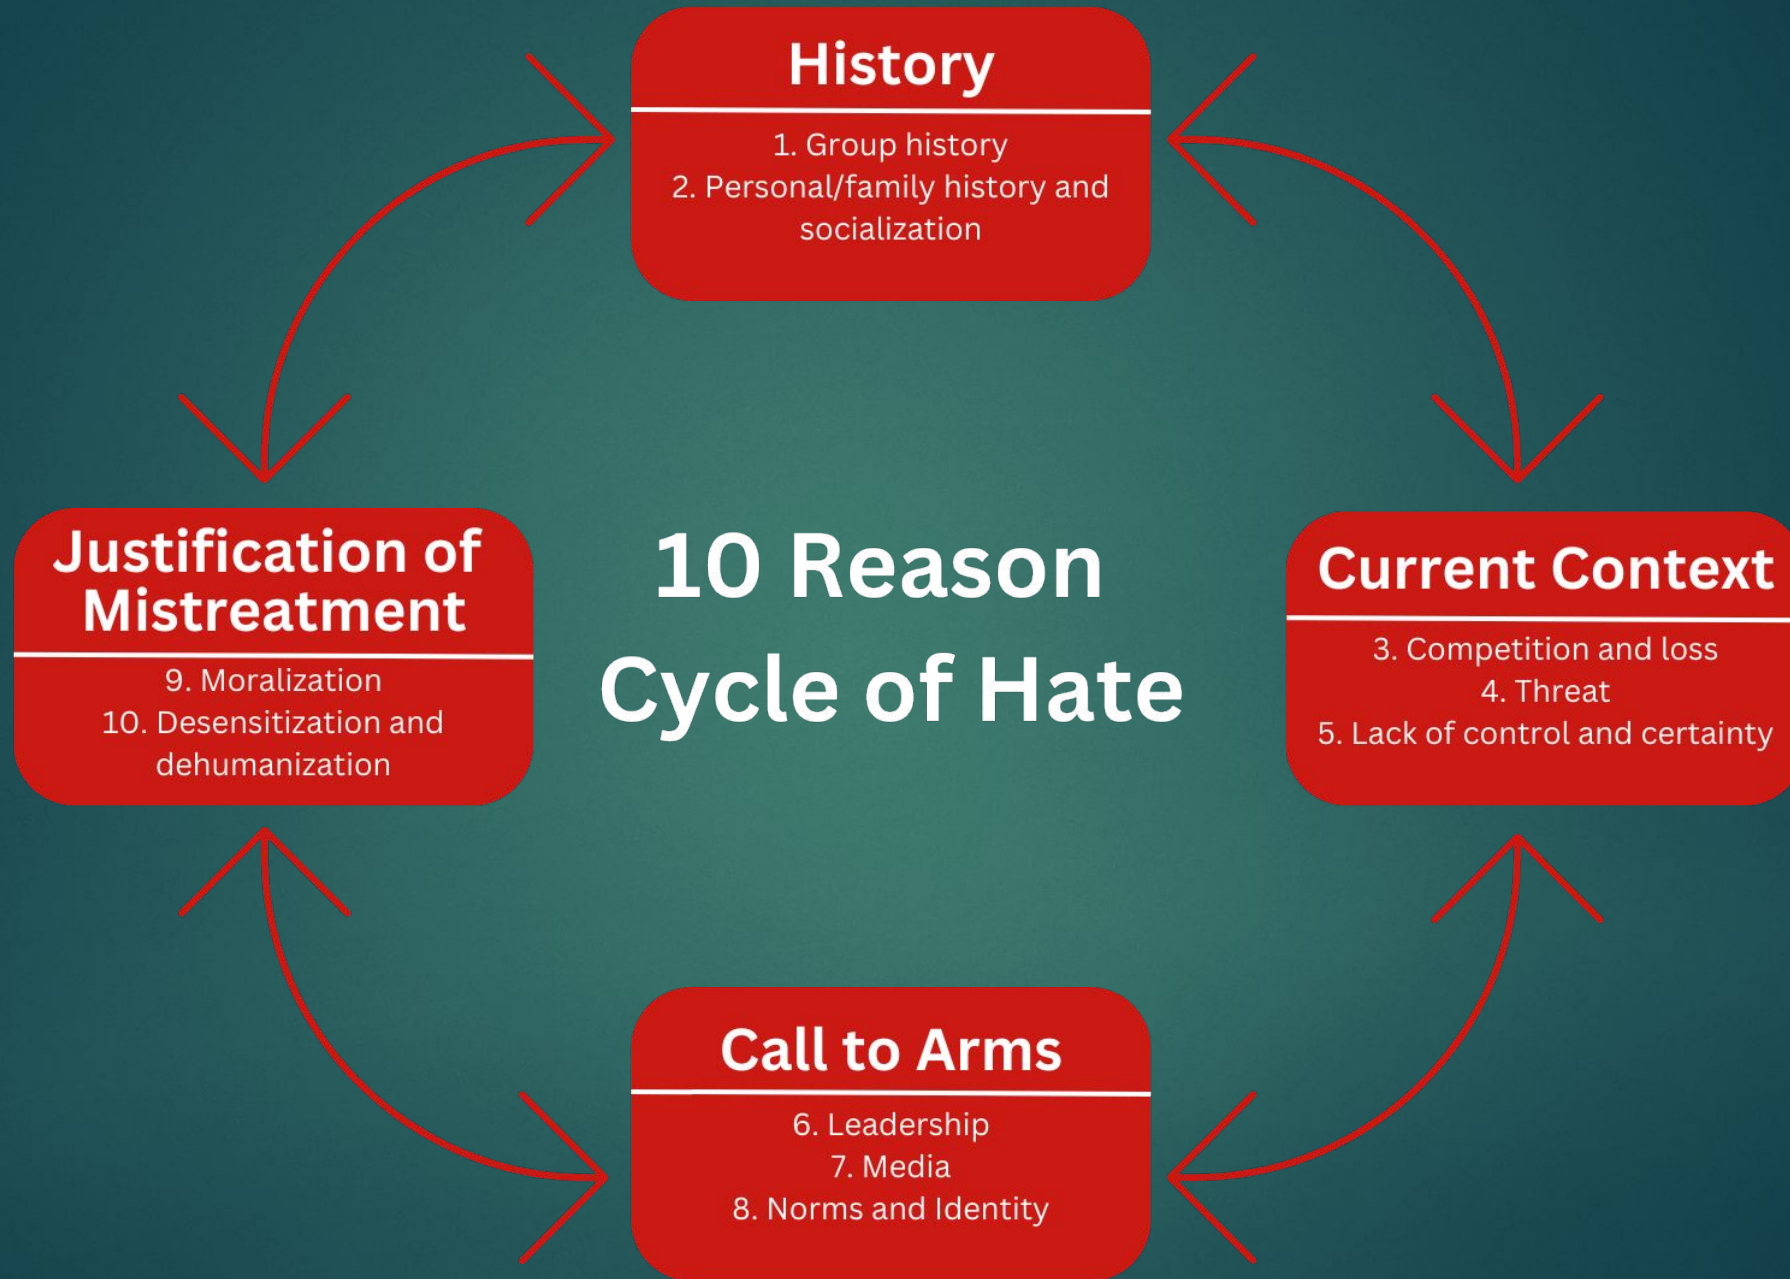 History
1. Group history
2. Personal/family history and
socialization
Justification of
Mistreatment
9. Moralization
10. Desensitization and
dehumanization
10 Reason
Cycle of Hate
Current Context
3. Competition and loss
4. Threat
5. Lack of control and certainty
Call to Arms
6. Leadership
7. Media
8. Norms and Identity